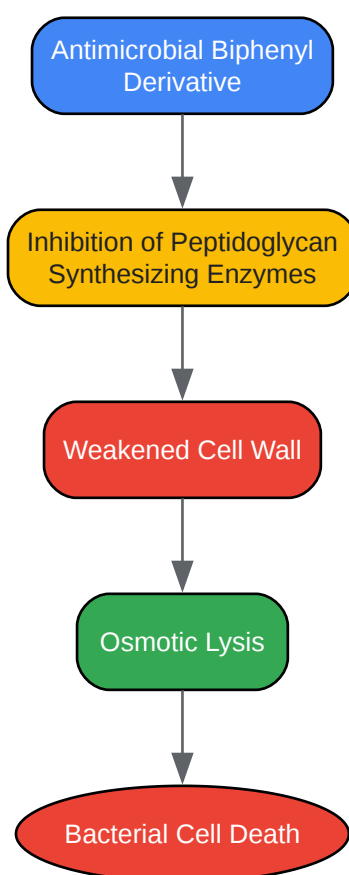 Antimicrobial Biphenyl
Derivative
Inhibition of Peptidoglycan
Synthesizing Enzymes
Weakened Cell Wall
Osmotic Lysis
Bacterial Cell Death